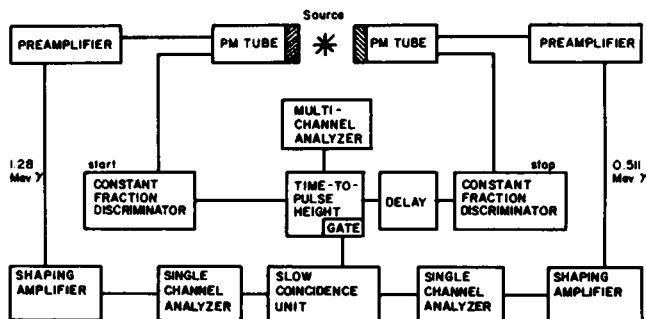 Source
PREAMPLIFIER
PM TUBE
PM TUBE
PREAMPLIFIER
MULTI-
CHANNEL
ANALYZER
1.28
Mev γ
start
stop
0.511
Mev γ
CONSTANT
FRACTION
DISCRIMINATOR
TIME-TO-
PULSE
HEIGHT
GATE
DELAY
CONSTANT
FRACTION
DISCRIMINATOR
SHAPING
AMPLIFIER
SINGLE
CHANNEL
ANALYZER
SLOW
COINCIDENCE
UNIT
SINGLE
CHANNEL
ANALYZER
SHAPING
AMPLIFIER